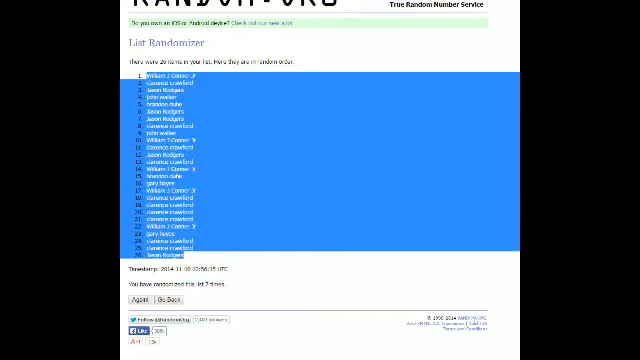 RANDOM.ORG
True Random Number Service
Do you own an iOS or Android device? Check out our new app!
List Randomizer
There were 26 items in your list. Here they are in random order:
1. William J Conner Jr
2. clarence crawford
3. Jason Rodgers
4. john walker
5. brandon duhe
6. Jason Rodgers
7. Jason Rodgers
8. clarence crawford
9. john walker
10. William J Conner Jr
11. clarence crawford
12. Jason Rodgers
13. clarence crawford
14. William J Conner Jr
15. brandon duhe
16. gary hayes
17. William J Conner Jr
18. clarence crawford
19. clarence crawford
20. clarence crawford
21. clarence crawford
22. William J Conner Jr
23. gary hayes
24. clarence crawford
25. clarence crawford
26. Jason Rodgers
Timestamp: 2014-11-06 02:56:35 UTC
You have randomized this list 7 times.
Again! Go Back
Follow @RandomOrg
Like
© 1998-2014 RANDOM.ORG
Terms and Conditions